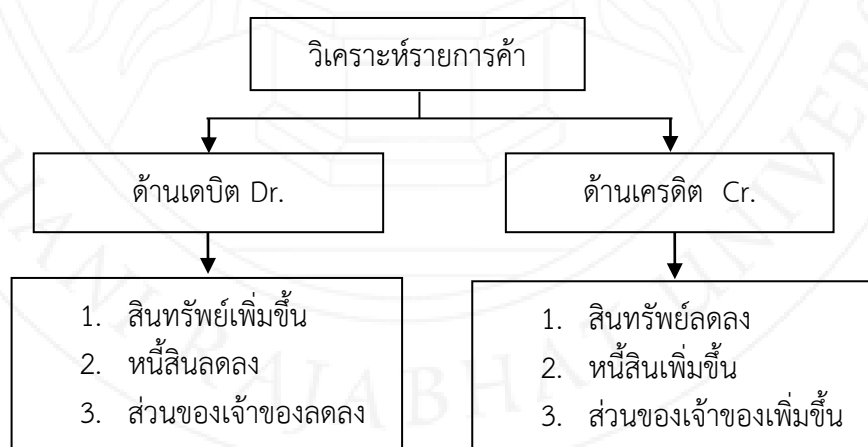 วิเคราะห์รายการค้า
ด้านเดบิต Dr.
ด้านเครดิต Cr.
1. สินทรัพย์เพิ่มขึ้น
2. หนี้สินลดลง
3. ส่วนของเจ้าของลดลง
1. สินทรัพย์ลดลง
2. หนี้สินเพิ่มขึ้น
3. ส่วนของเจ้าของเพิ่มขึ้น
RAJABHAT